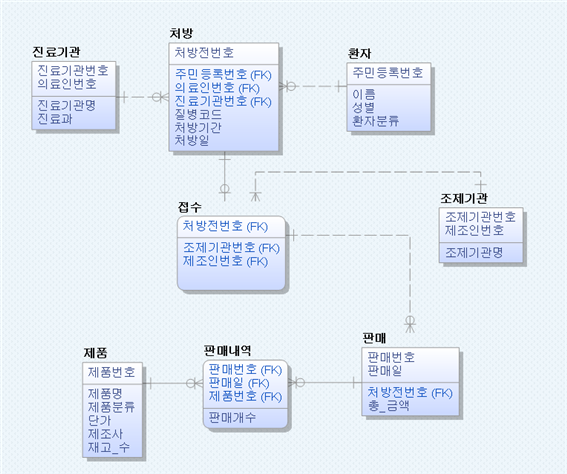 처방
처방전번호
주민등록번호 (FK)
의료인번호 (FK)
진료기관번호 (FK)
질병코드
처방기간
처방일
진료기관
진료기관번호
의료인번호
진료기관명
진료과
환자
주민등록번호
이름
성별
환자분류
접수
처방전번호 (FK)
조제기관번호 (FK)
제조인번호 (FK)
조제기관
조제기관번호
제조인번호
조제기관명
제품
제품번호
제품명
제품분류
단가
제조사
재고_수
판매내역
판매번호 (FK)
판매일 (FK)
제품번호 (FK)
판매개수
판매
판매번호
판매일
처방전번호 (FK)
총_금액